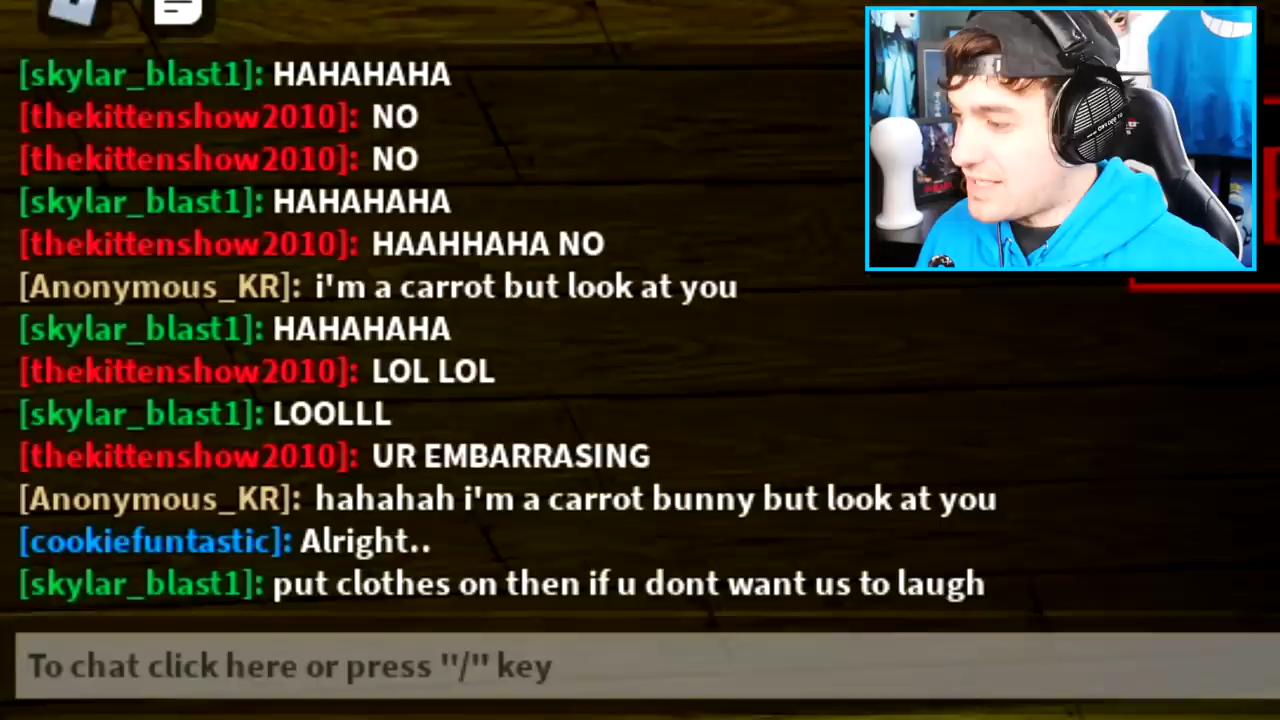 [skylar_blast1]: HAHAHAHA
[thekittenshow2010]: NO
[thekittenshow2010]: NO
[skylar_blast1]: HAHAHAHA
[thekittenshow2010]: HAAHHAHA NO
[Anonymous_KR]: i'm a carrot but look at you
[skylar_blast1]: HAHAHAHA
[thekittenshow2010]: LOL LOL
[skylar_blast1]: LOOLLL
[thekittenshow2010]: UR EMBARRASING
[Anonymous_KR]: hahahah i'm a carrot bunny but look at you
[cookiefuntastic]: Alright..
[skylar_blast1]: put clothes on then if u dont want us to laugh
To chat click here or press "/" key